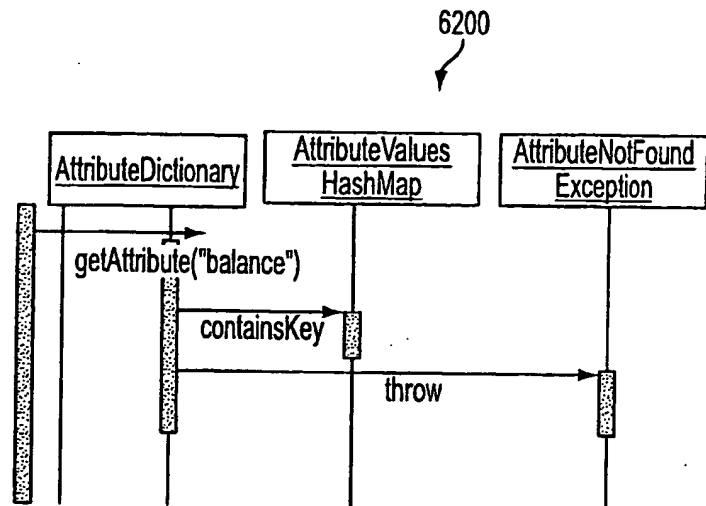 6200
AttributeDictionary
AttributeValues
HashMap
AttributeNotFound
Exception
getAttribute("balance")
containsKey
throw